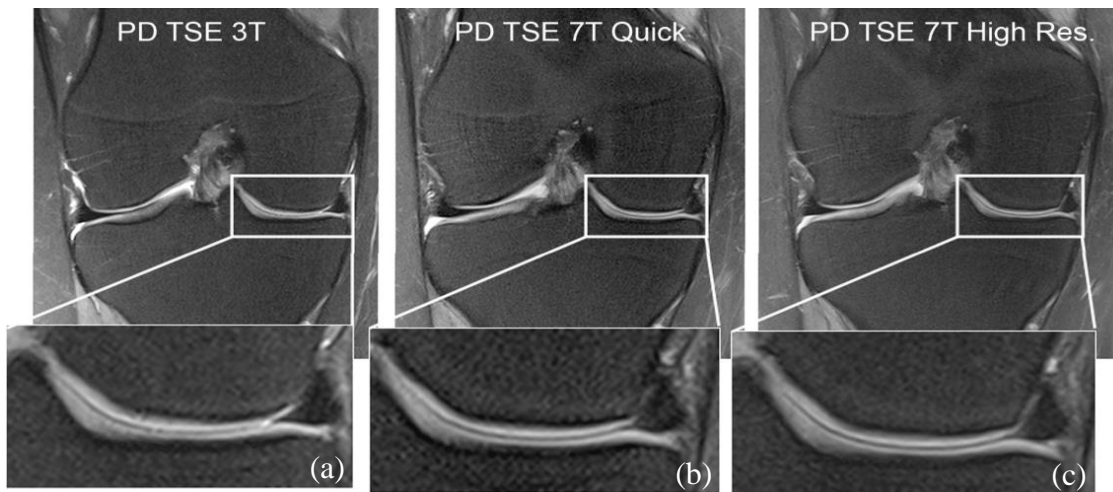 PD TSE 3T
PD TSE 7T Quick
PD TSE 7T High Res.
(a)
(b)
(c)